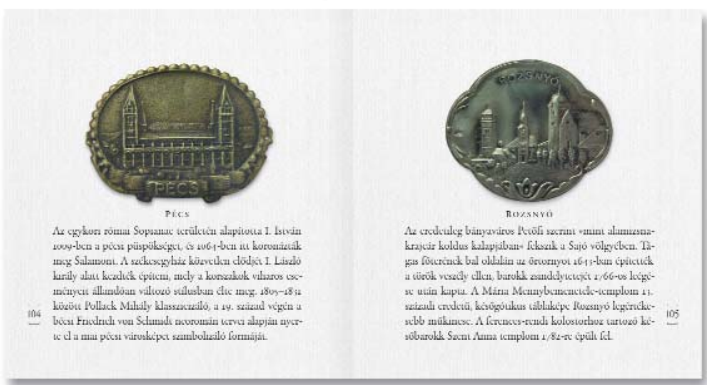 PÉCS
PÉCS
Az egykori római Sopianae területén alapította I. István
1009-ben a pécsi püspökséget, és 1064-ben itt koronázták
meg Salamont. A székesegyház közvetlen elődjét I. László
király alatt kezdték építeni, mely a korszakok viharos ese-
ményeit állandóan változó stílusban élte meg. 1805–1831
között Pollack Mihály klasszicizáló, a 19. század végén a
bécsi Friedrich von Schmidt neoromán tervei alapján nyer-
te el a mai pécsi városképet szimbolizáló formáját.
104
ROZSNYÓ
ROZSNYÓ
Az eredetileg bányaváros Petőfi szerint »mint alamizsna-
krajcár koldus kalapjában« fekszik a Sajó völgyében. Tá-
gas főterének bal oldalán az őrtornyot 1643-ban építették
a török veszély ellen, barokk zsindelytetejét 1766-os leégé-
se után kapta. A Mária Mennybemenetele-templom 13.
századi eredetű, későgótikus táblaképe Rozsnyó legértéke-
sebb műkincse. A ferences-rendi kolostorhoz tartozó ké-
sőbarokk Szent Anna templom 1782-re épült fel.
105